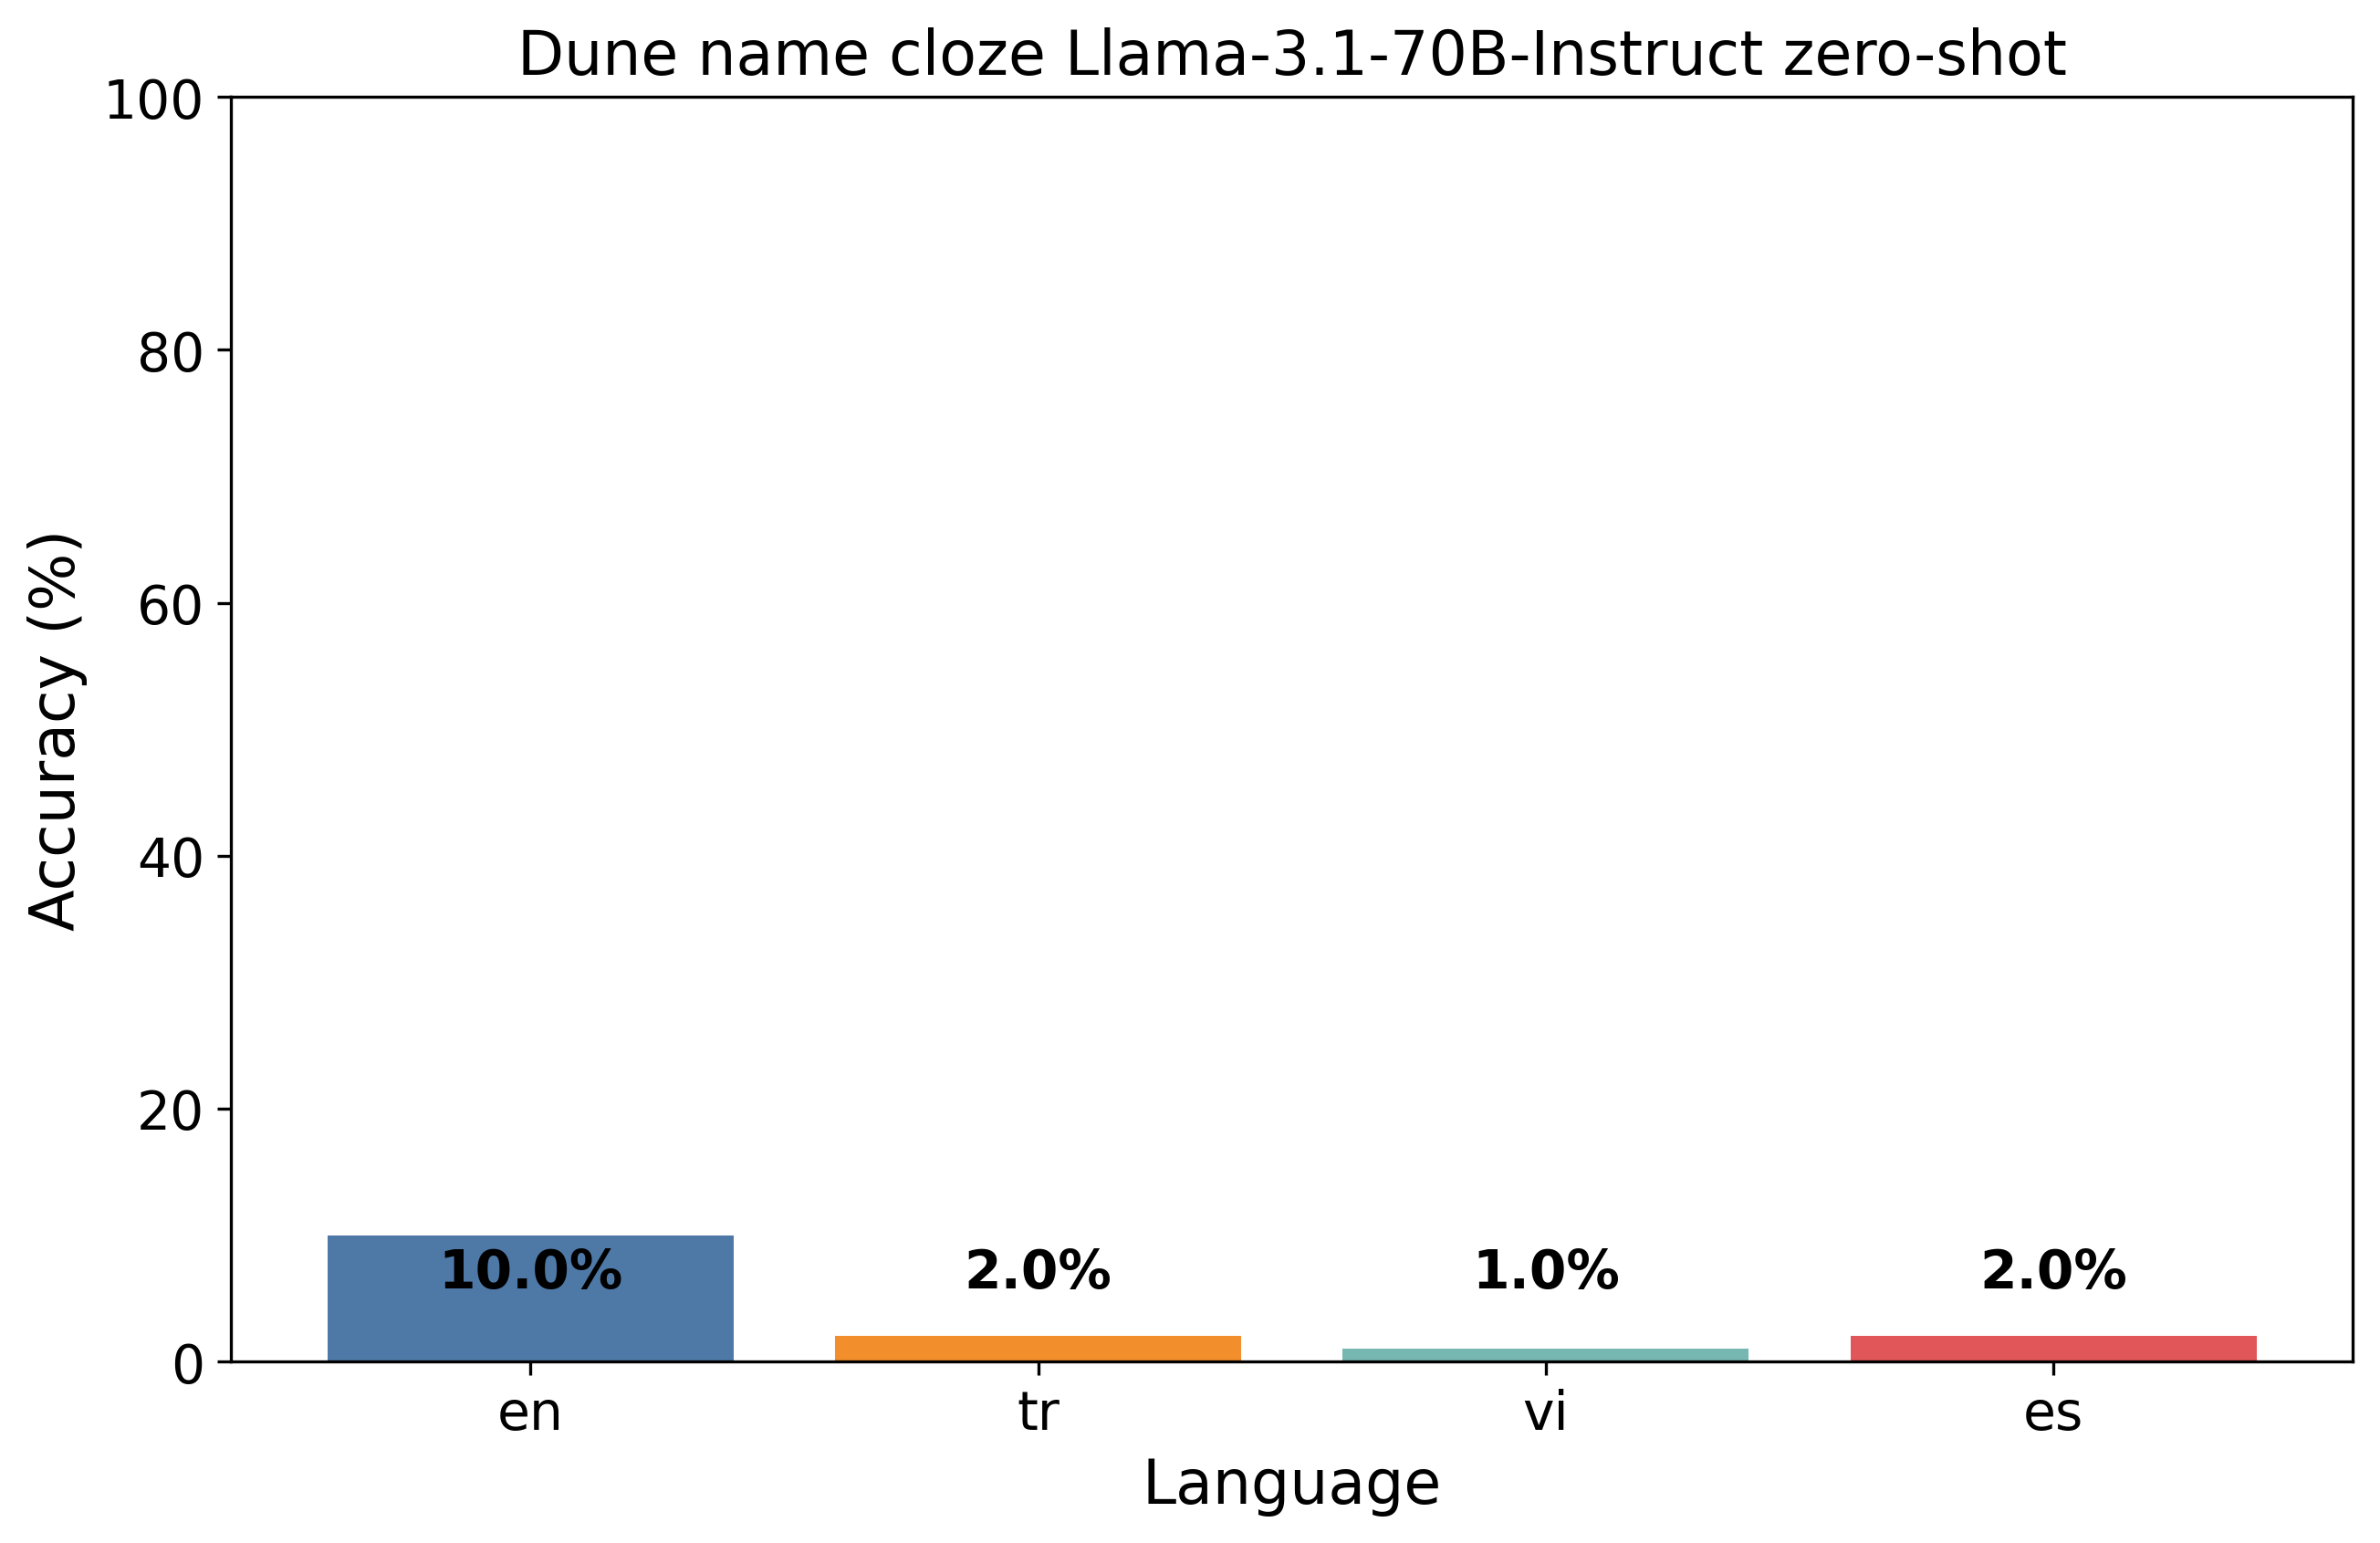 Dune name cloze Llama-3.1-70B-Instruct zero-shot
100
80
60
40
20
0
Accuracy (%)
10.0%
2.0%
1.0%
2.0%
en
tr
vi
es
Language